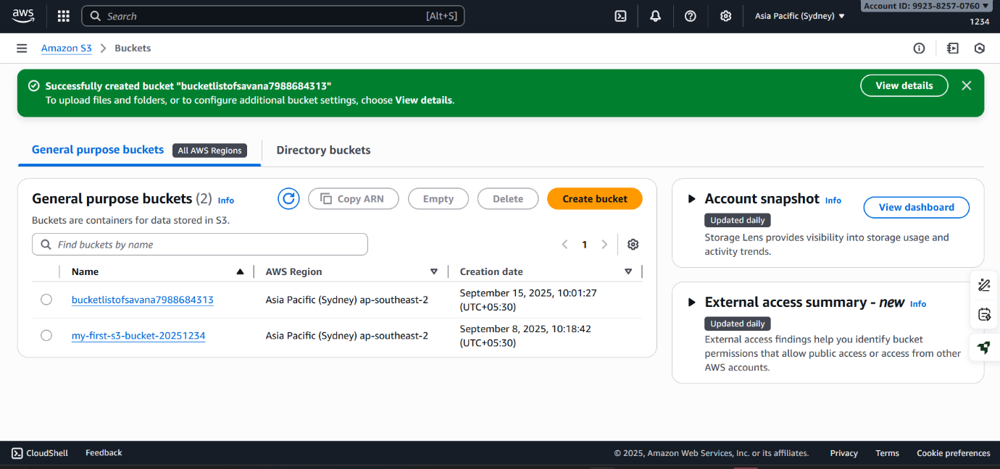 aws
Search
[Alt+S]
Asia Pacific (Sydney)
Account ID: 9923-8257-0760
1234
Amazon S3
Buckets
Successfully created bucket "bucketlistofsavana7988684313"
To upload files and folders, or to configure additional bucket settings, choose View details.
View details
General purpose buckets
All AWS Regions
Directory buckets
General purpose buckets (2) Info
Copy ARN
Empty
Delete
Create bucket
Buckets are containers for data stored in S3.
Find buckets by name
1
Name
AWS Region
Creation date
bucketlistofsavana7988684313
Asia Pacific (Sydney) ap-southeast-2
September 15, 2025, 10:01:27
(UTC+05:30)
my-first-s3-bucket-20251234
Asia Pacific (Sydney) ap-southeast-2
September 8, 2025, 10:18:42
(UTC+05:30)
Account snapshot Info
Updated daily
View dashboard
Storage Lens provides visibility into storage usage and
activity trends.
External access summary - new Info
Updated daily
External access findings help you identify bucket
permissions that allow public access or access from other
AWS accounts.
CloudShell
Feedback
© 2025, Amazon Web Services, Inc. or its affiliates.
Privacy
Terms
Cookie preferences